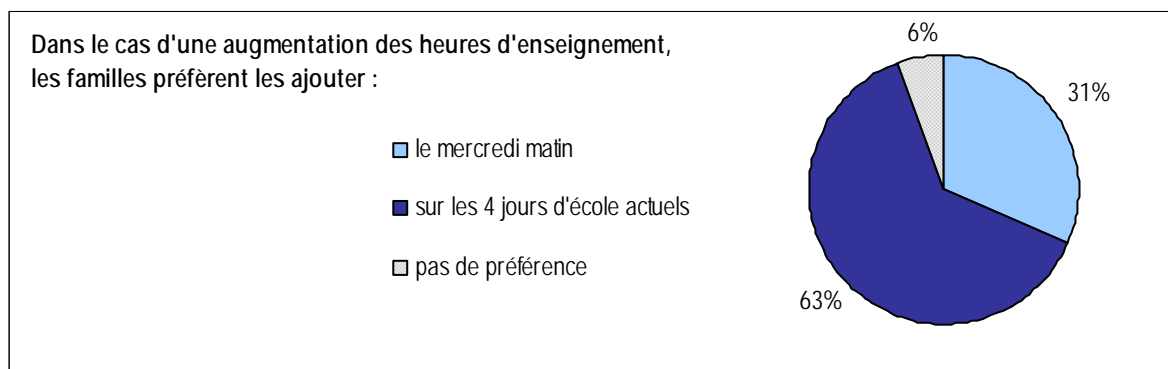 Dans le cas d'une augmentation des heures d'enseignement,
les familles préfèrent les ajouter :
le mercredi matin
sur les 4 jours d'école actuels
pas de préférence
6%
31%
63%